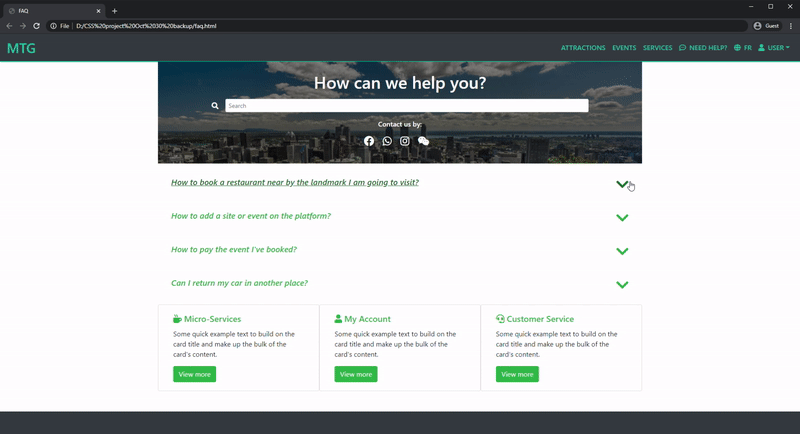 FAQ
Guest
File D:/CSS%20project%20Oct%2030%20backup/faq.html
MTG
ATTRACTIONS EVENTS SERVICES NEED HELP? FR USER
How can we help you?
Search
Contact us by:
How to book a restaurant near by the landmark I am going to visit?
How to add a site or event on the platform?
How to pay the event I've booked?
Can I return my car in another place?
Micro-Services
Some quick example text to build on the
card title and make up the bulk of the
card's content.
View more
My Account
Some quick example text to build on the
card title and make up the bulk of the
card's content.
View more
Customer Service
Some quick example text to build on the
card title and make up the bulk of the
card's content.
View more